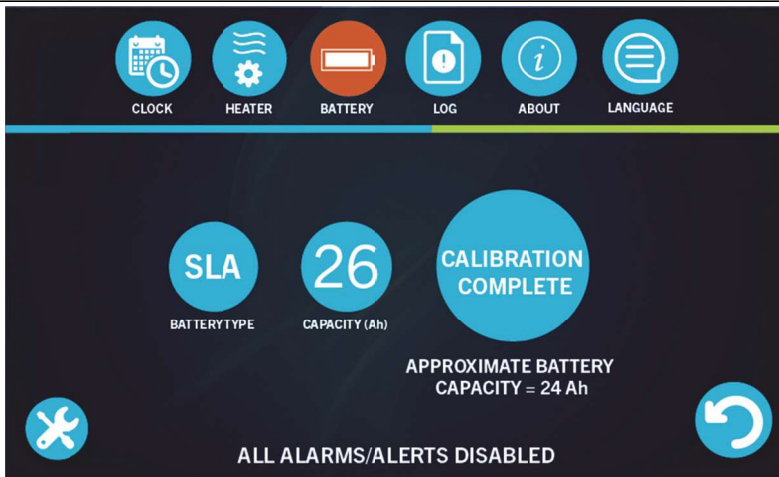 CLOCK
HEATER
BATTERY
LOG
ABOUT
LANGUAGE
SLA
26
CALIBRATION
COMPLETE
BATTERYTYPE
CAPACITY (Ah)
APPROXIMATE BATTERY
CAPACITY = 24 Ah
ALL ALARMS/ALERTS DISABLED